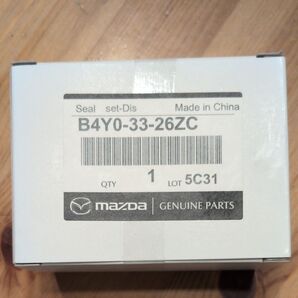 Seal set-Dis Made in China
B4Y0-33-26ZC
QTY 1 LOT 5C31
mazda GENUINE PARTS